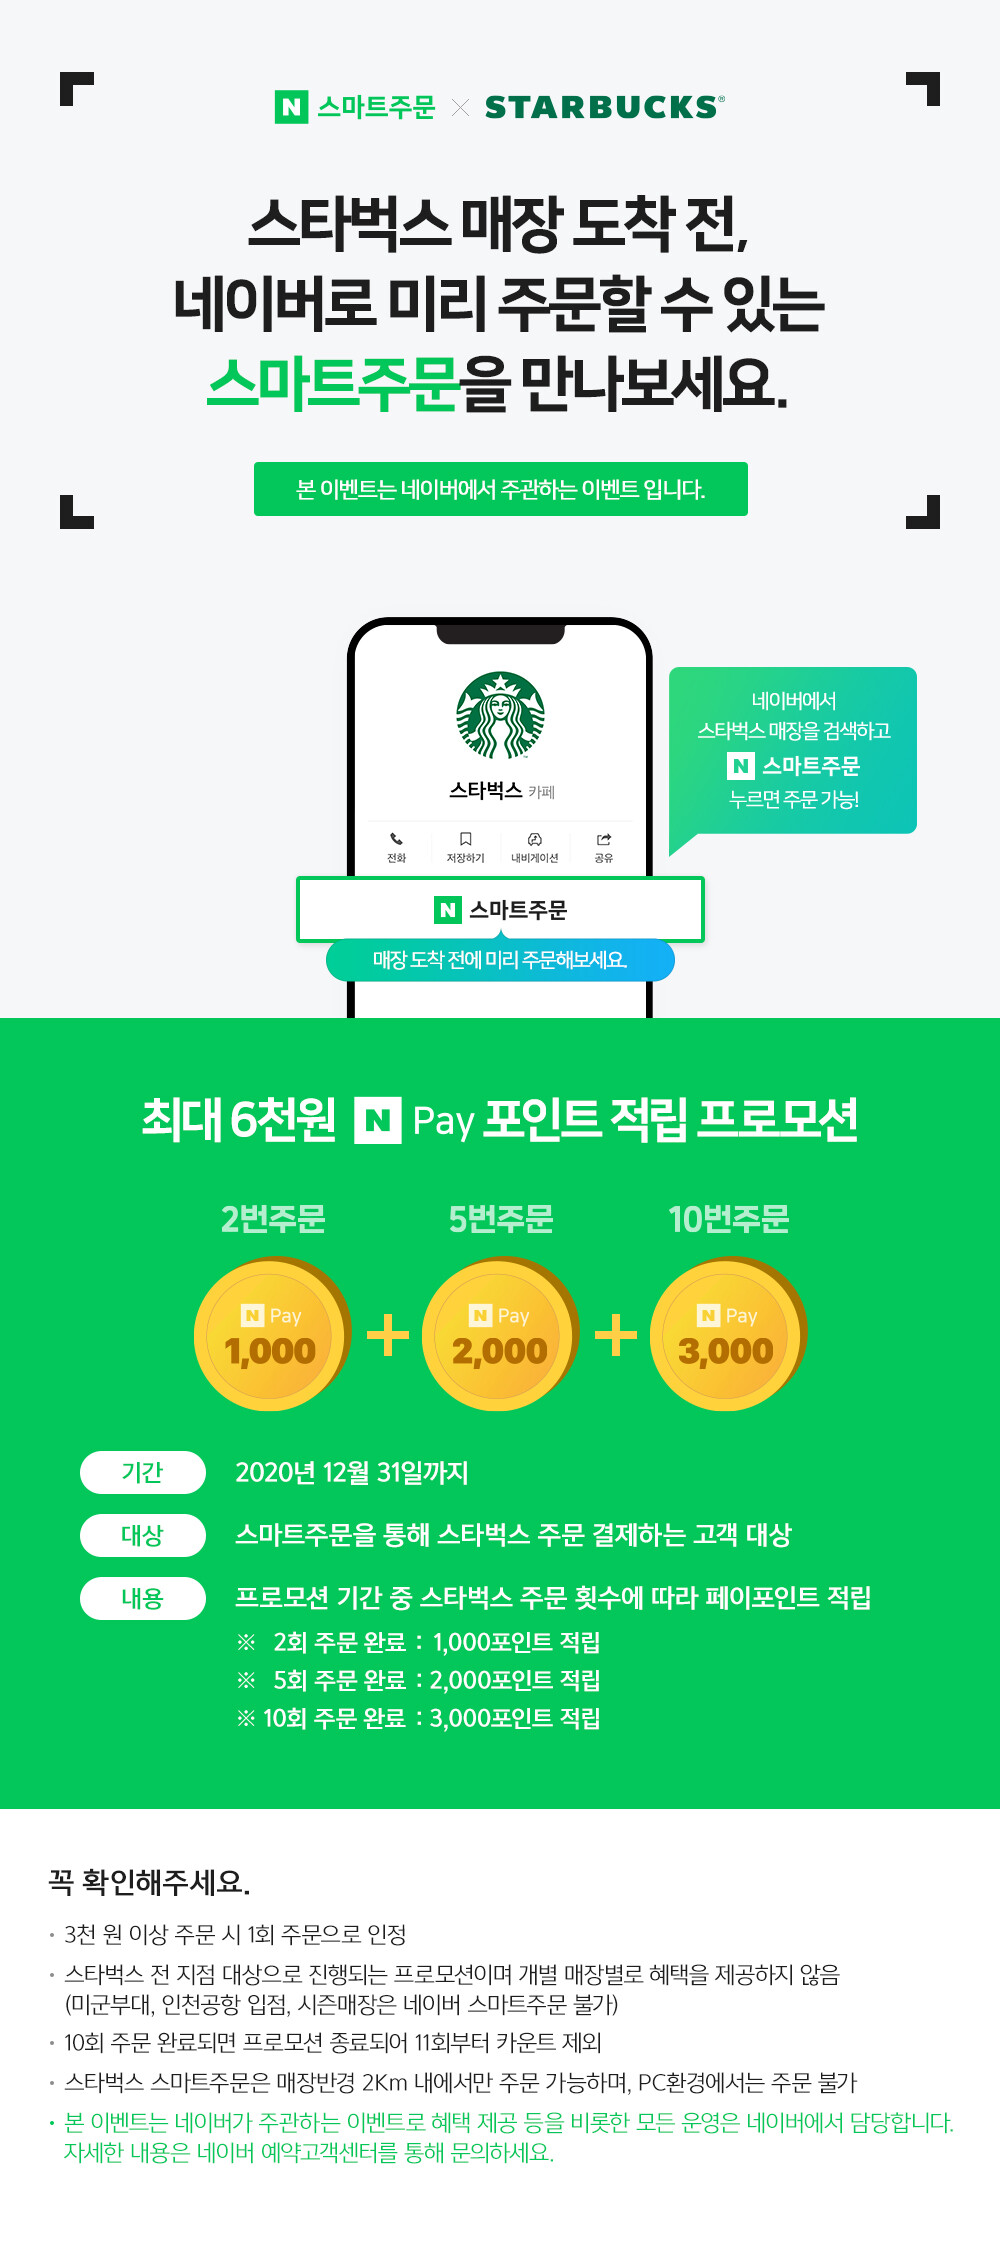 N 스마트주문 × STARBUCKS®
스타벅스 매장 도착 전,
네이버로 미리 주문할 수 있는
스마트주문을 만나보세요.
본 이벤트는 네이버에서 주관하는 이벤트 입니다.
스타벅스 카페
전화 저장하기 내비게이션 공유
N 스마트주문
매장 도착 전에 미리 주문해보세요.
네이버에서
스타벅스 매장을 검색하고
N 스마트주문
누르면 주문 가능!
최대 6천원 N Pay 포인트 적립 프로모션
2번주문 5번주문 10번주문
N Pay N Pay N Pay
1,000 + 2,000 + 3,000
기간 2020년 12월 31일까지
대상 스마트주문을 통해 스타벅스 주문 결제하는 고객 대상
내용 프로모션 기간 중 스타벅스 주문 횟수에 따라 페이포인트 적립
※ 2회 주문 완료 : 1,000포인트 적립
※ 5회 주문 완료 : 2,000포인트 적립
※ 10회 주문 완료 : 3,000포인트 적립
꼭 확인해주세요.
· 3천 원 이상 주문 시 1회 주문으로 인정
· 스타벅스 전 지점 대상으로 진행되는 프로모션이며 개별 매장별로 혜택을 제공하지 않음
(미군부대, 인천공항 입점, 시즌매장은 네이버 스마트주문 불가)
· 10회 주문 완료되면 프로모션 종료되어 11회부터 카운트 제외
· 스타벅스 스마트주문은 매장반경 2Km 내에서만 주문 가능하며, PC환경에서는 주문 불가
· 본 이벤트는 네이버가 주관하는 이벤트로 혜택 제공 등을 비롯한 모든 운영은 네이버에서 담당합니다.
자세한 내용은 네이버 예약고객센터를 통해 문의하세요.